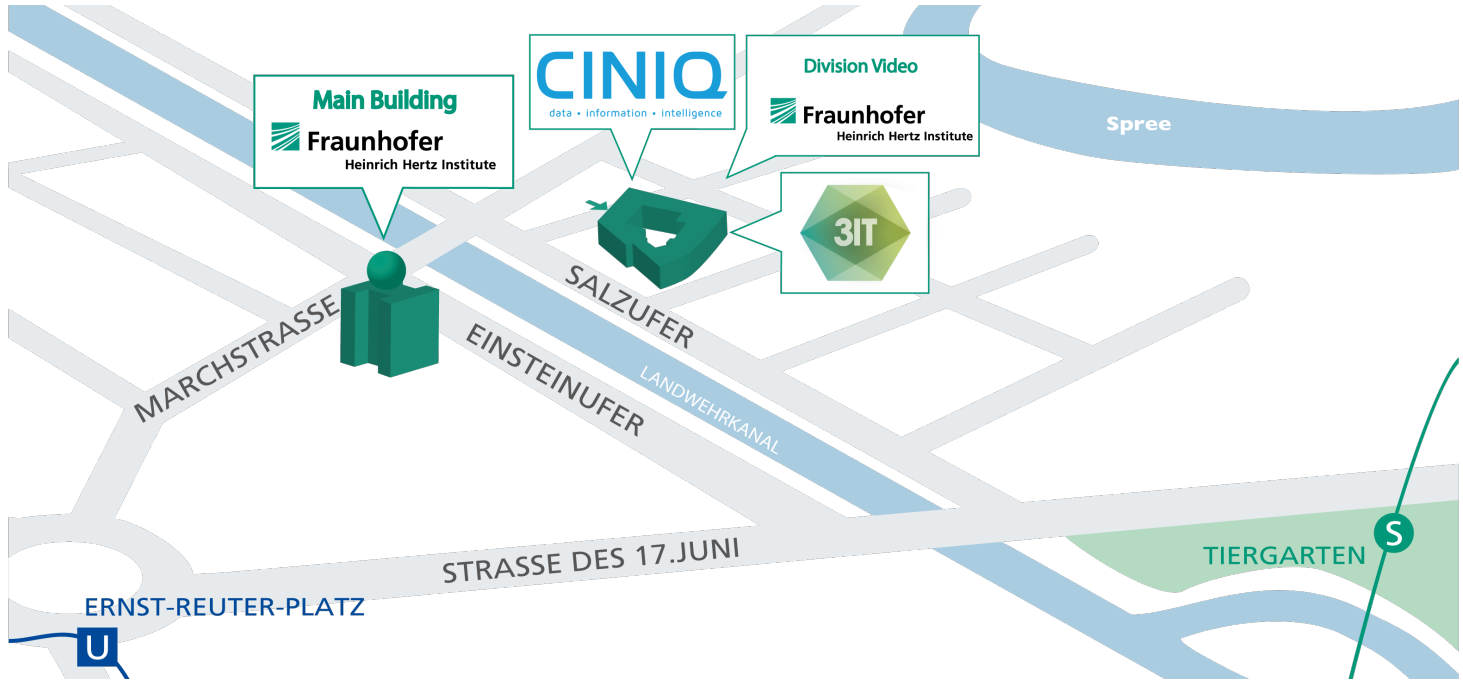 Main Building
Fraunhofer
Heinrich Hertz Institute
CINIQ
data • information • intelligence
Division Video
Fraunhofer
Heinrich Hertz Institute
Spree
3IT
SALZUFER
MARCHSTRASSE
EINSTEINUFER
LANDWEHRKANAL
STRASSE DES 17.JUNI
TIERGARTEN
S
ERNST-REUTER-PLATZ
U